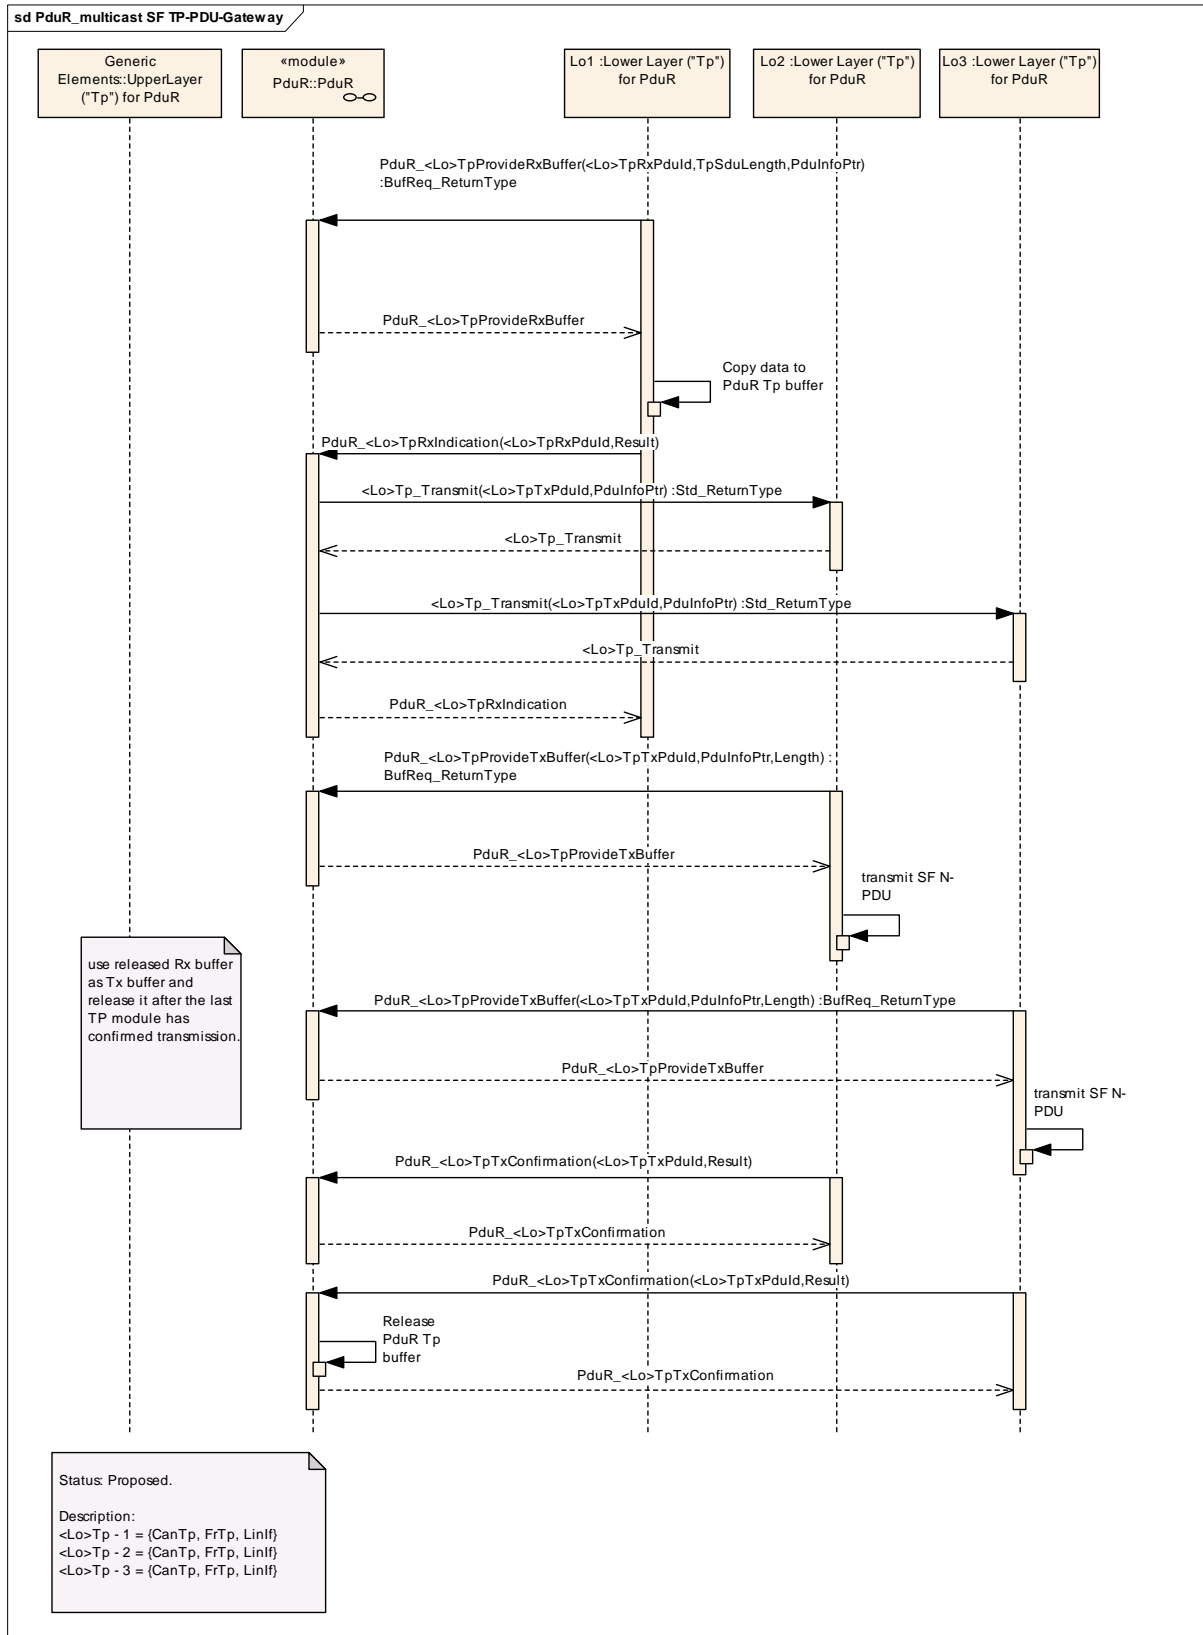 sd PduR_multicast SF TP-PDU-Gateway
Generic
Elements::UpperLayer
("Tp") for PduR
«module»
PduR::PduR
Lo1 :Lower Layer ("Tp")
for PduR
Lo2 :Lower Layer ("Tp")
for PduR
Lo3 :Lower Layer ("Tp")
for PduR
PduR_<Lo>TpProvideRxBuffer(<Lo>TpRxPduId,TpSduLength,PduInfoPtr)
:BufReq_ReturnType
PduR_<Lo>TpProvideRxBuffer
Copy data to
PduR Tp buffer
PduR_<Lo>TpRxIndication(<Lo>TpRxPduId,Result)
<Lo>Tp_Transmit(<Lo>TpTxPduId,PduInfoPtr) :Std_ReturnType
<Lo>Tp_Transmit
<Lo>Tp_Transmit(<Lo>TpTxPduId,PduInfoPtr) :Std_ReturnType
<Lo>Tp_Transmit
PduR_<Lo>TpRxIndication
PduR_<Lo>TpProvideTxBuffer(<Lo>TpTxPduId,PduInfoPtr,Length) :
BufReq_ReturnType
PduR_<Lo>TpProvideTxBuffer
transmit SF N-
PDU
use released Rx buffer
as Tx buffer and
release it after the last
TP module has
confirmed transmission.
PduR_<Lo>TpProvideTxBuffer(<Lo>TpTxPduId,PduInfoPtr,Length) :BufReq_ReturnType
PduR_<Lo>TpProvideTxBuffer
transmit SF N-
PDU
PduR_<Lo>TpTxConfirmation(<Lo>TpTxPduId,Result)
PduR_<Lo>TpTxConfirmation
PduR_<Lo>TpTxConfirmation(<Lo>TpTxPduId,Result)
Release
PduR Tp
buffer
PduR_<Lo>TpTxConfirmation
Status: Proposed.
Description:
<Lo>Tp - 1 = {CanTp, FrTp, LinIf}
<Lo>Tp - 2 = {CanTp, FrTp, LinIf}
<Lo>Tp - 3 = {CanTp, FrTp, LinIf}